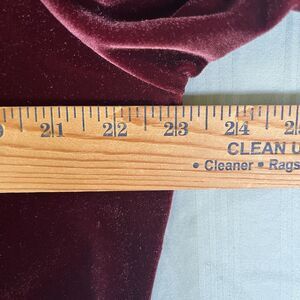 21 22 23 24
CLEAN U
• Cleaner • Rags